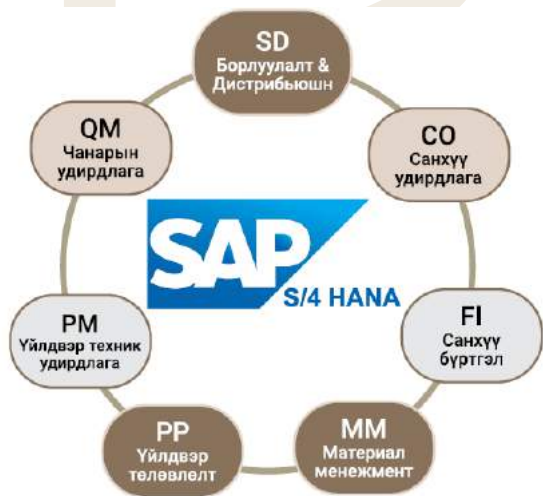 SD
Борлуулалт &
Дистрибьюшн
QM
Чанарын
удирдлага
CO
Санхүү
удирдлага
SAP
S/4 HANA
PM
Үйлдвэр техник
удирдлага
FI
Санхүү
бүртгэл
PP
Үйлдвэр
төлөвлөлт
MM
Материал
менежмент